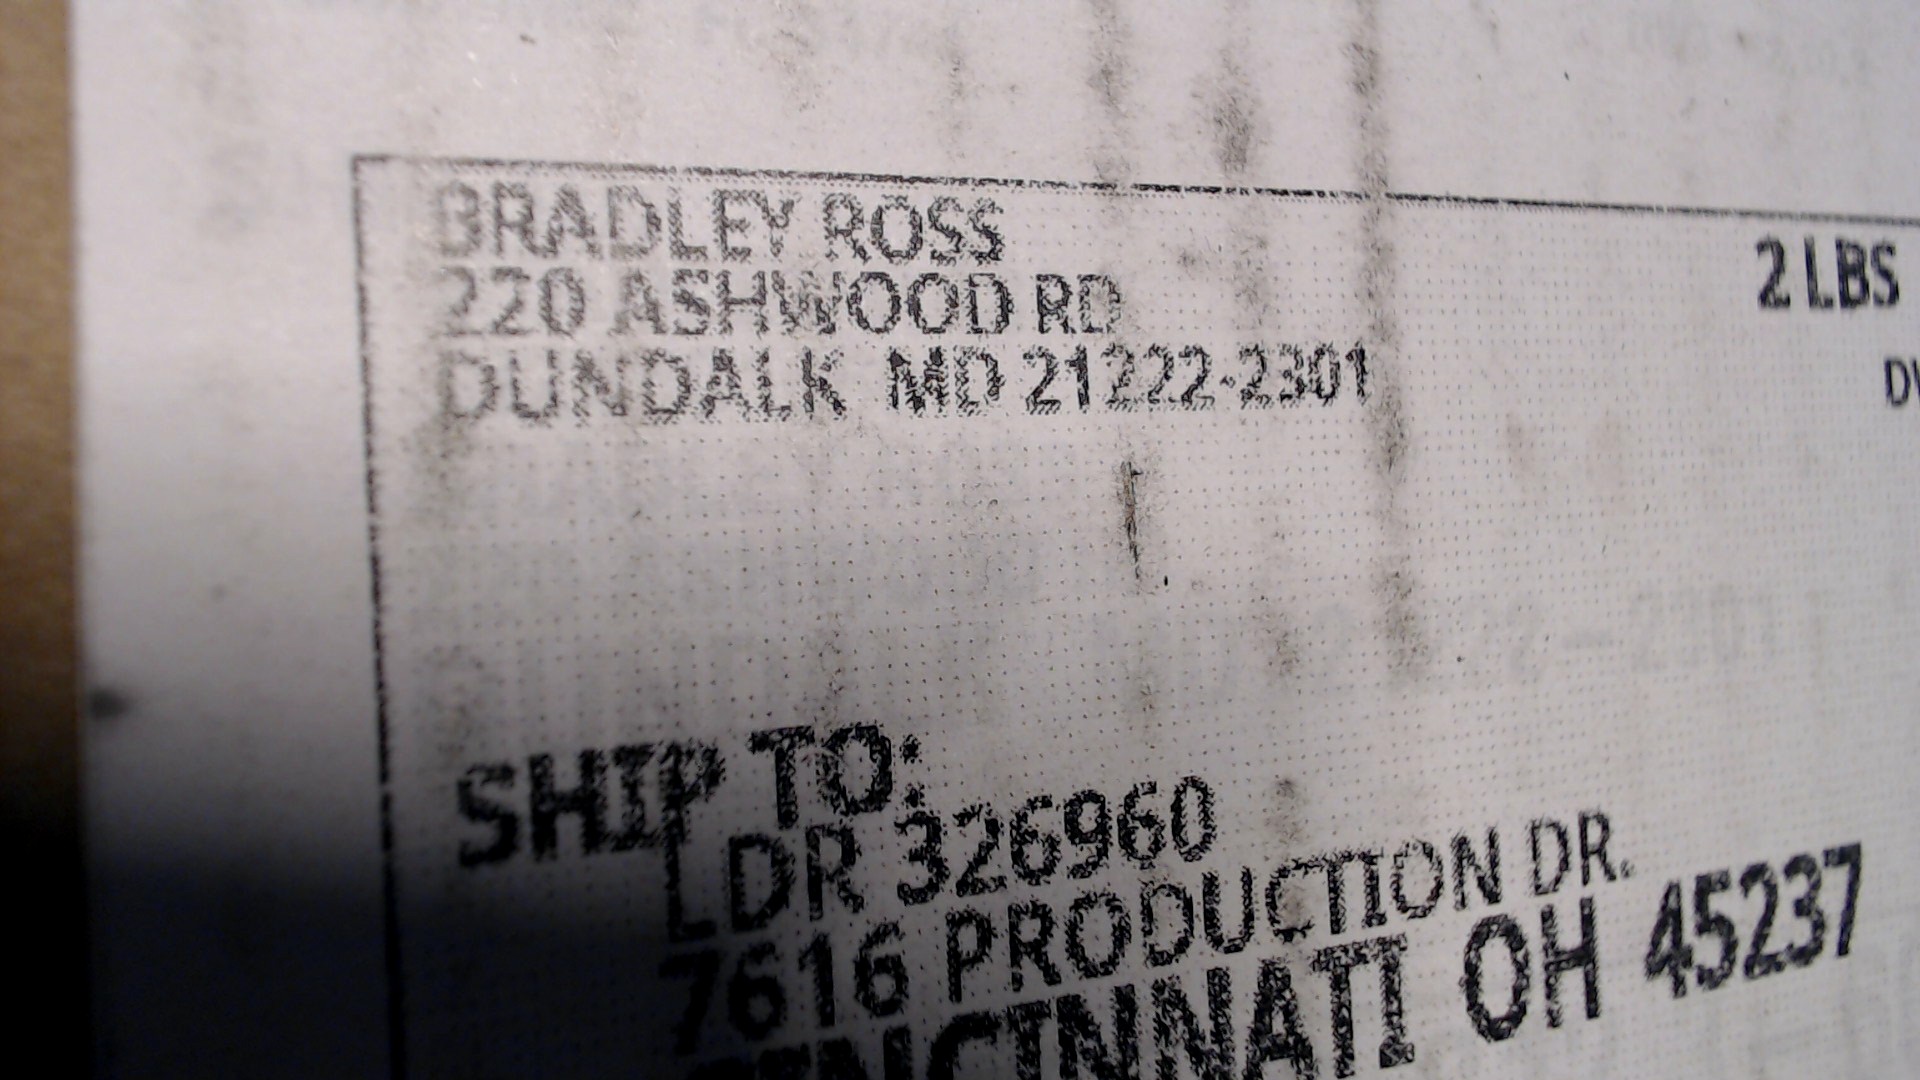 BRADLEY ROSS
220 ASHWOOD RD
DUNDALK MD 21222-2301
2 LBS
SHIP TO:
LDR 326960
7616 PRODUCTION DR.
CINCINNATI OH 45237